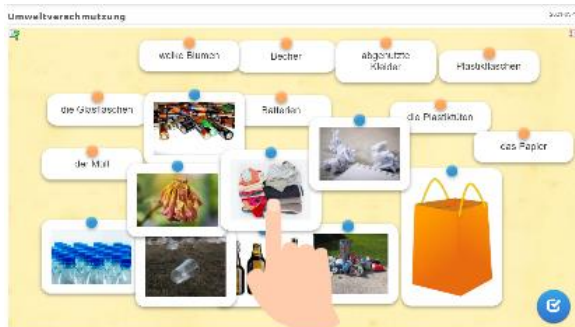 Umweltverschmutzung
welke Blumen
Becher
abgenutzte
Kleider
Plastikflaschen
die Glasflaschen
Batterien
die Plastiktüten
das Papier
der Müll